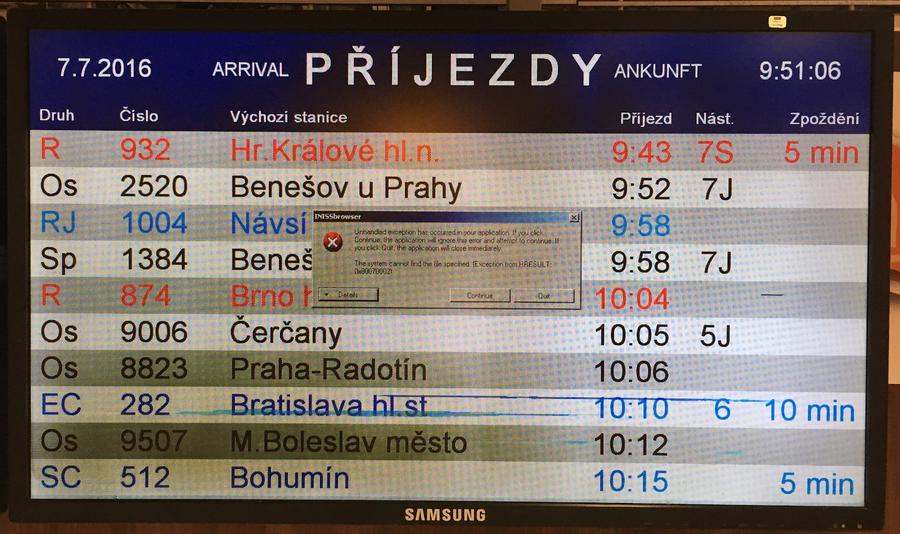 7.7.2016 ARRIVAL PŘÍJEZDY ANKUNFT 9:51:06
Druh Číslo Výchozí stanice Příjezd Nást. Zpoždění
R 932 Hr.Králové hl.n. 9:43 7S 5 min
Os 2520 Benešov u Prahy 9:52 7J
RJ 1004 Návsí 9:58
Sp 1384 Beneš 9:58 7J
R 874 Brno h 10:04
Os 9006 Čerčany 10:05 5J
Os 8823 Praha-Radotín 10:06
EC 282 Bratislava hl.st 10:10 6 10 min
Os 9507 M.Boleslav město 10:12
SC 512 Bohumín 10:15 5 min
INISSbrowser
Unhandled exception has occurred in your application. If you click
Continue, the application will ignore this error and attempt to continue. If
you click Quit, the application will close immediately.
The system cannot find the file specified. (Exception from HRESULT:
0x80070002)
Details Continue Quit
SAMSUNG